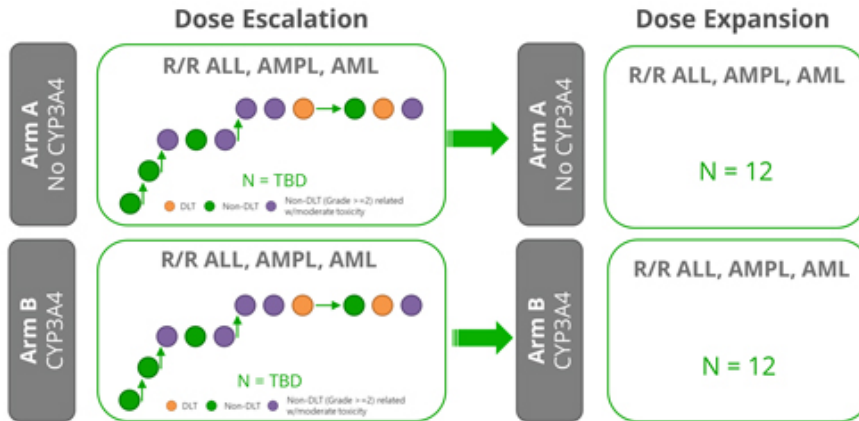 Dose Escalation
Dose Expansion
Arm A
No CYP3A4
R/R ALL, AMPL, AML
N = TBD
DLT
Non-DLT
Non-DLT (Grade >=2) related
w/moderate toxicity
Arm A
No CYP3A4
R/R ALL, AMPL, AML
N = 12
Arm B
CYP3A4
R/R ALL, AMPL, AML
N = TBD
DLT
Non-DLT
Non-DLT (Grade >=2) related
w/moderate toxicity
Arm B
CYP3A4
R/R ALL, AMPL, AML
N = 12